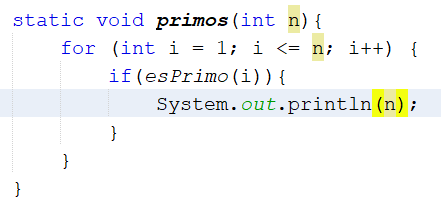 static void primos(int n){
    for (int i = 1; i <= n; i++) {
        if(esPrimo(i)){
            System.out.println(n);
        }
    }
}